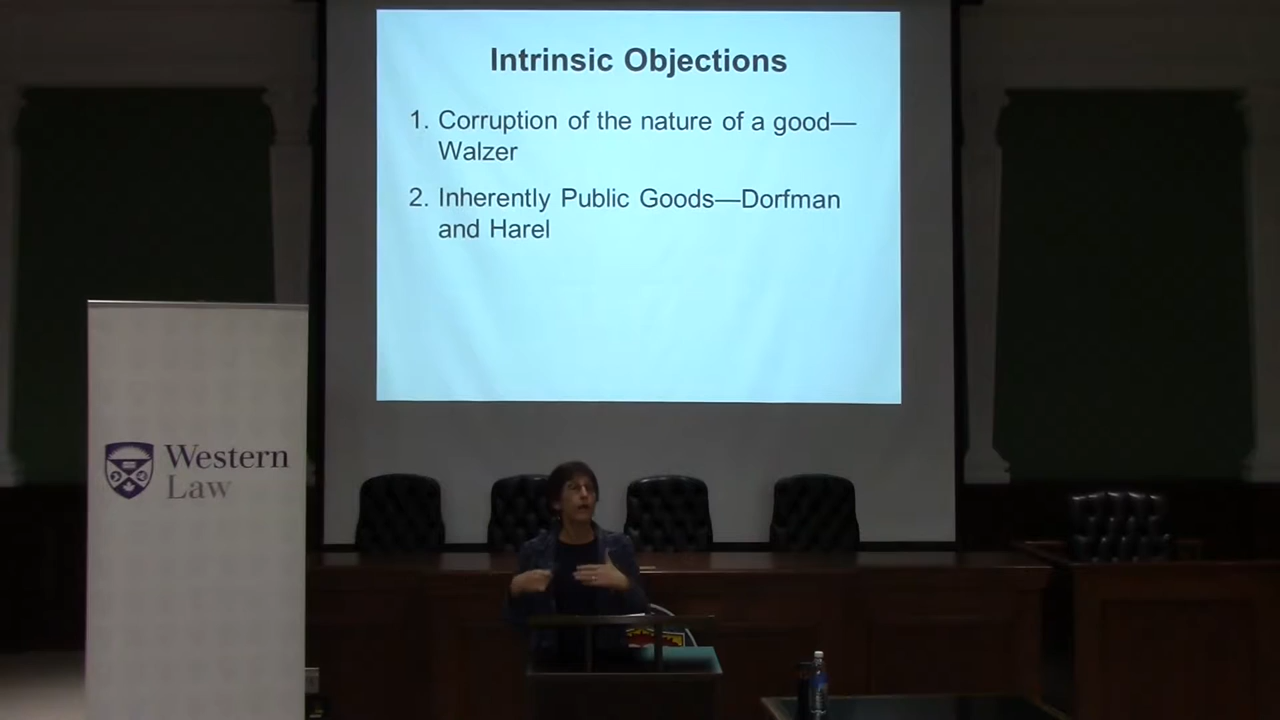 Intrinsic Objections
1. Corruption of the nature of a good—
Walzer
2. Inherently Public Goods—Dorfman
and Harel
Western
Law